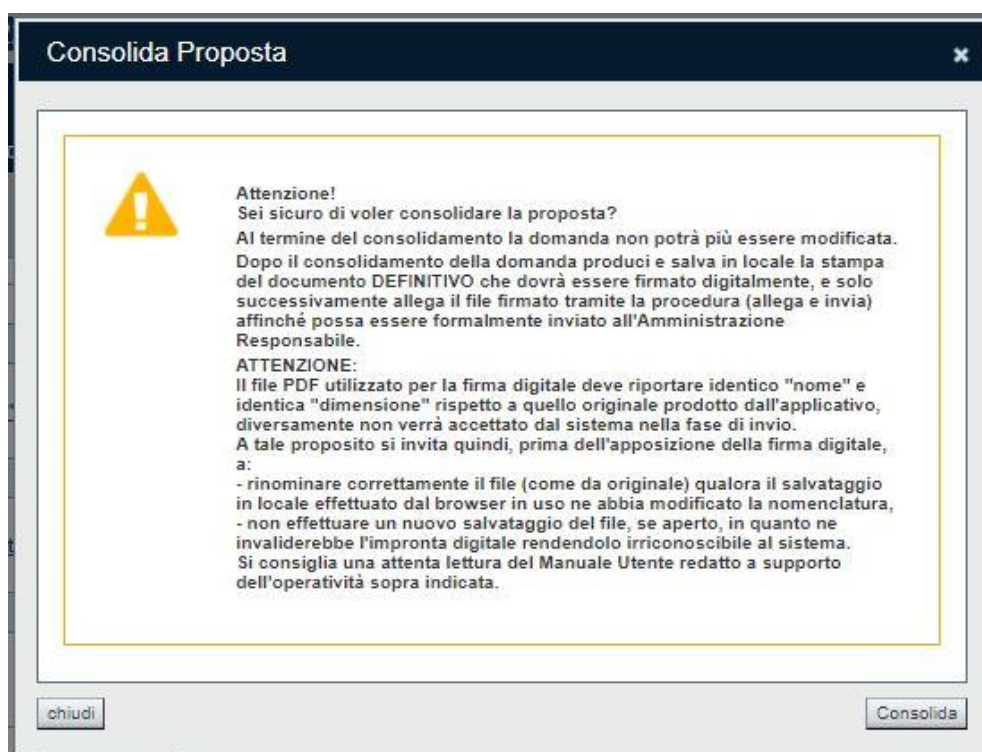 Consolida Proposta
Attenzione!
Sei sicuro di voler consolidare la proposta?
Al termine del consolidamento la domanda non potrà più essere modificata.
Dopo il consolidamento della domanda produci e salva in locale la stampa
del documento DEFINITIVO che dovrà essere firmato digitalmente, e solo
successivamente allega il file firmato tramite la procedura (allega e invia)
affinché possa essere formalmente inviato all'Amministrazione
Responsabile.
ATTENZIONE:
Il file PDF utilizzato per la firma digitale deve riportare identico "nome" e
identica "dimensione" rispetto a quello originale prodotto dall'applicativo,
diversamente non verrà accettato dal sistema nella fase di invio.
A tale proposito si invita quindi, prima dell'apposizione della firma digitale,
a:
- rinominare correttamente il file (come da originale) qualora il salvataggio
in locale effettuato dal browser in uso ne abbia modificato la nomenclatura,
- non effettuare un nuovo salvataggio del file, se aperto, in quanto ne
invaliderebbe l'impronta digitale rendendolo irriconoscibile al sistema.
Si consiglia una attenta lettura del Manuale Utente redatto a supporto
dell'operatività sopra indicata.
chiudi
Consolida